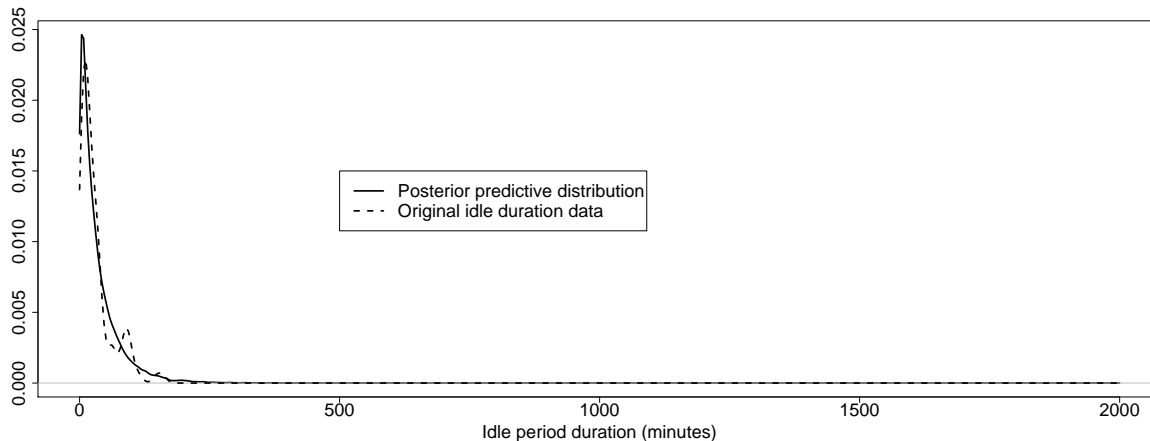 0.025
0.020
0.015
0.010
0.005
0.000
Posterior predictive distribution
Original idle duration data
0 500 1000 1500 2000
Idle period duration (minutes)